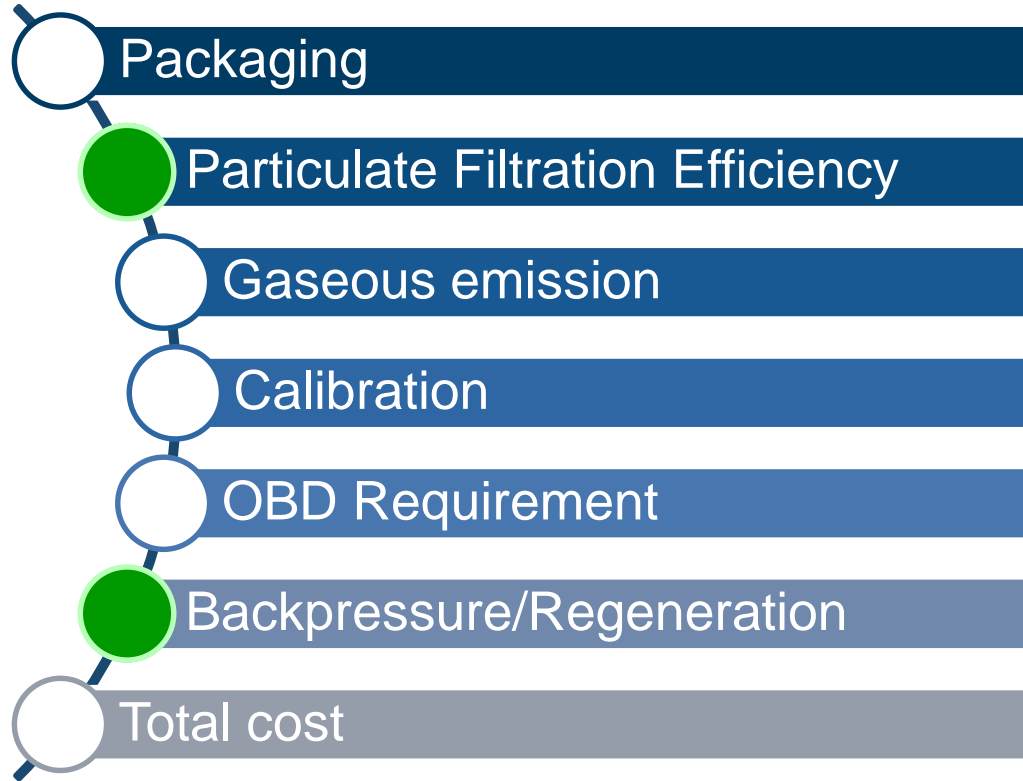 Packaging
Particulate Filtration Efficiency
Gaseous emission
Calibration
OBD Requirement
Backpressure/Regeneration
Total cost